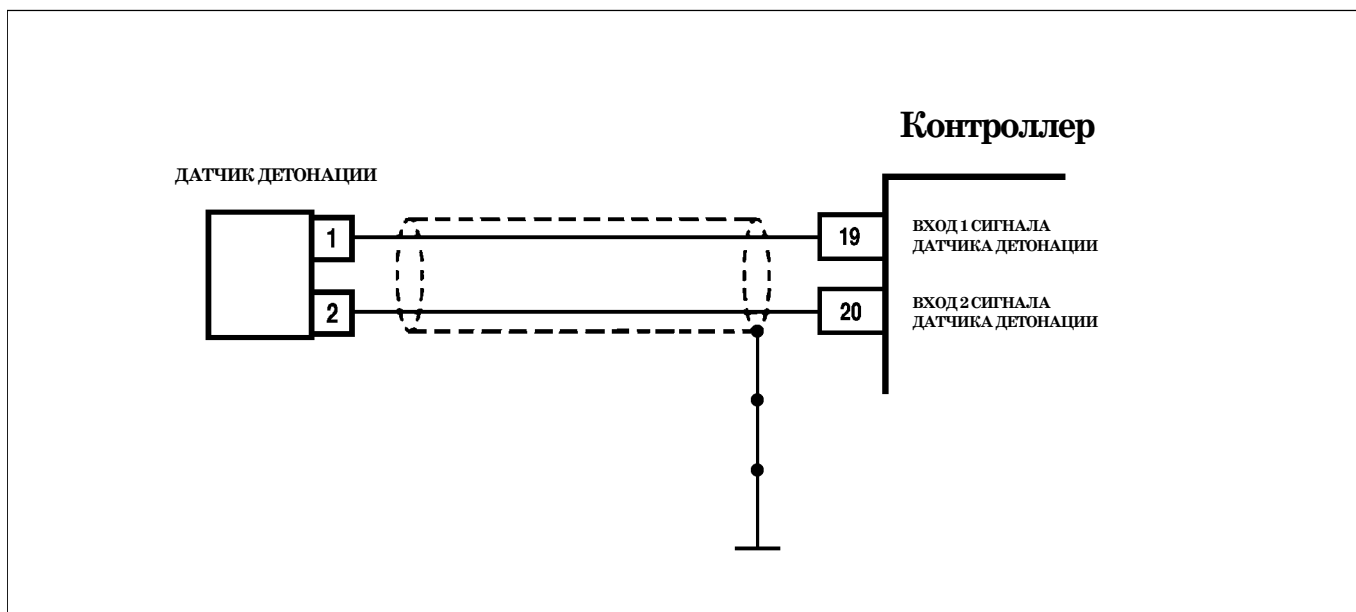 Контроллер
ДАТЧИК ДЕТОНАЦИИ
1
19
ВХОД 1 СИГНАЛА
ДАТЧИКА ДЕТОНАЦИИ
2
20
ВХОД 2 СИГНАЛА
ДАТЧИКА ДЕТОНАЦИИ